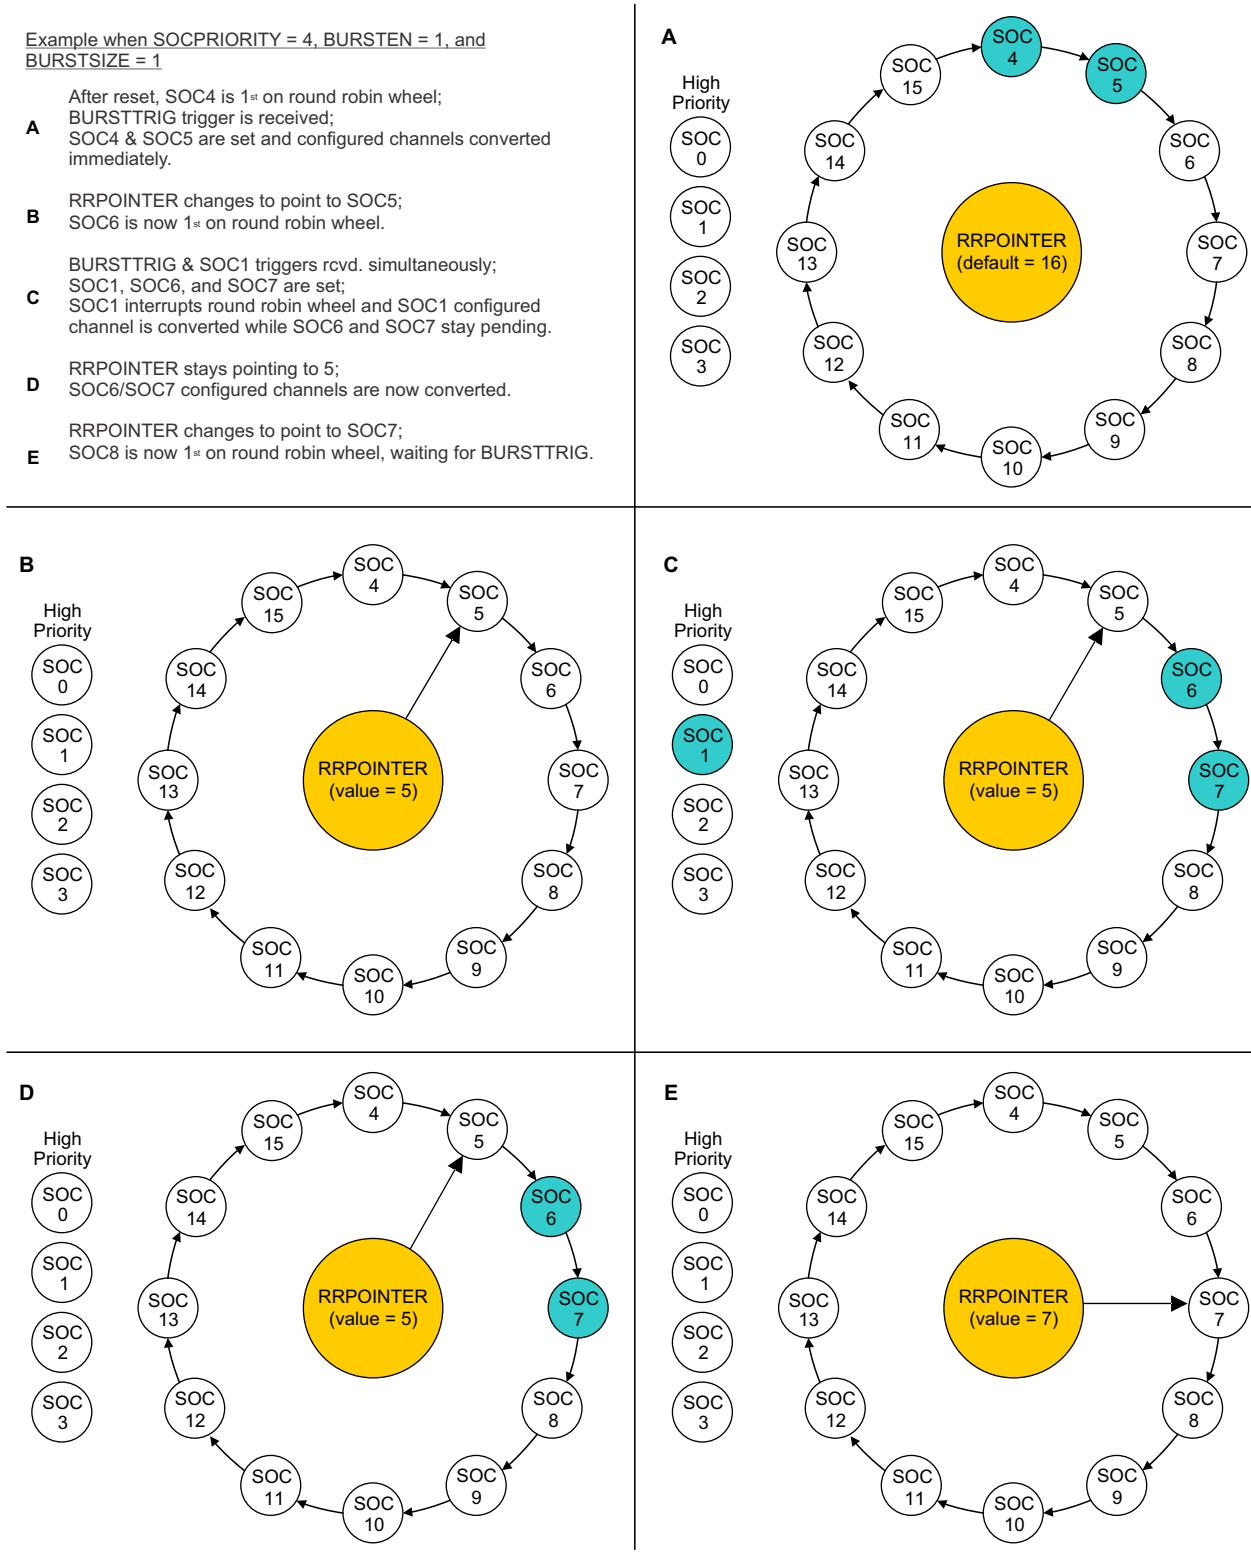 Example when SOCPRIORITY = 4, BURSTEN = 1, and
BURSTSIZE = 1
A
After reset, SOC4 is 1st on round robin wheel;
BURSTTRIG trigger is received;
SOC4 & SOC5 are set and configured channels converted
immediately.
B
RRPOINTER changes to point to SOC5;
SOC6 is now 1st on round robin wheel.
C
BURSTTRIG & SOC1 triggers rcvd. simultaneously;
SOC1, SOC6, and SOC7 are set;
SOC1 interrupts round robin wheel and SOC1 configured
channel is converted while SOC6 and SOC7 stay pending.
D
RRPOINTER stays pointing to 5;
SOC6/SOC7 configured channels are now converted.
E
RRPOINTER changes to point to SOC7;
SOC8 is now 1st on round robin wheel, waiting for BURSTTRIG.
A
High
Priority
SOC
0
SOC
1
SOC
2
SOC
3
SOC
4
SOC
5
SOC
6
SOC
7
SOC
8
SOC
9
SOC
10
SOC
11
SOC
12
SOC
13
SOC
14
SOC
15
RRPOINTER
(default = 16)
B
High
Priority
SOC
0
SOC
1
SOC
2
SOC
3
SOC
4
SOC
5
SOC
6
SOC
7
SOC
8
SOC
9
SOC
10
SOC
11
SOC
12
SOC
13
SOC
14
SOC
15
RRPOINTER
(value = 5)
C
High
Priority
SOC
0
SOC
1
SOC
2
SOC
3
SOC
4
SOC
5
SOC
6
SOC
7
SOC
8
SOC
9
SOC
10
SOC
11
SOC
12
SOC
13
SOC
14
SOC
15
RRPOINTER
(value = 5)
D
High
Priority
SOC
0
SOC
1
SOC
2
SOC
3
SOC
4
SOC
5
SOC
6
SOC
7
SOC
8
SOC
9
SOC
10
SOC
11
SOC
12
SOC
13
SOC
14
SOC
15
RRPOINTER
(value = 5)
E
High
Priority
SOC
0
SOC
1
SOC
2
SOC
3
SOC
4
SOC
5
SOC
6
SOC
7
SOC
8
SOC
9
SOC
10
SOC
11
SOC
12
SOC
13
SOC
14
SOC
15
RRPOINTER
(value = 7)